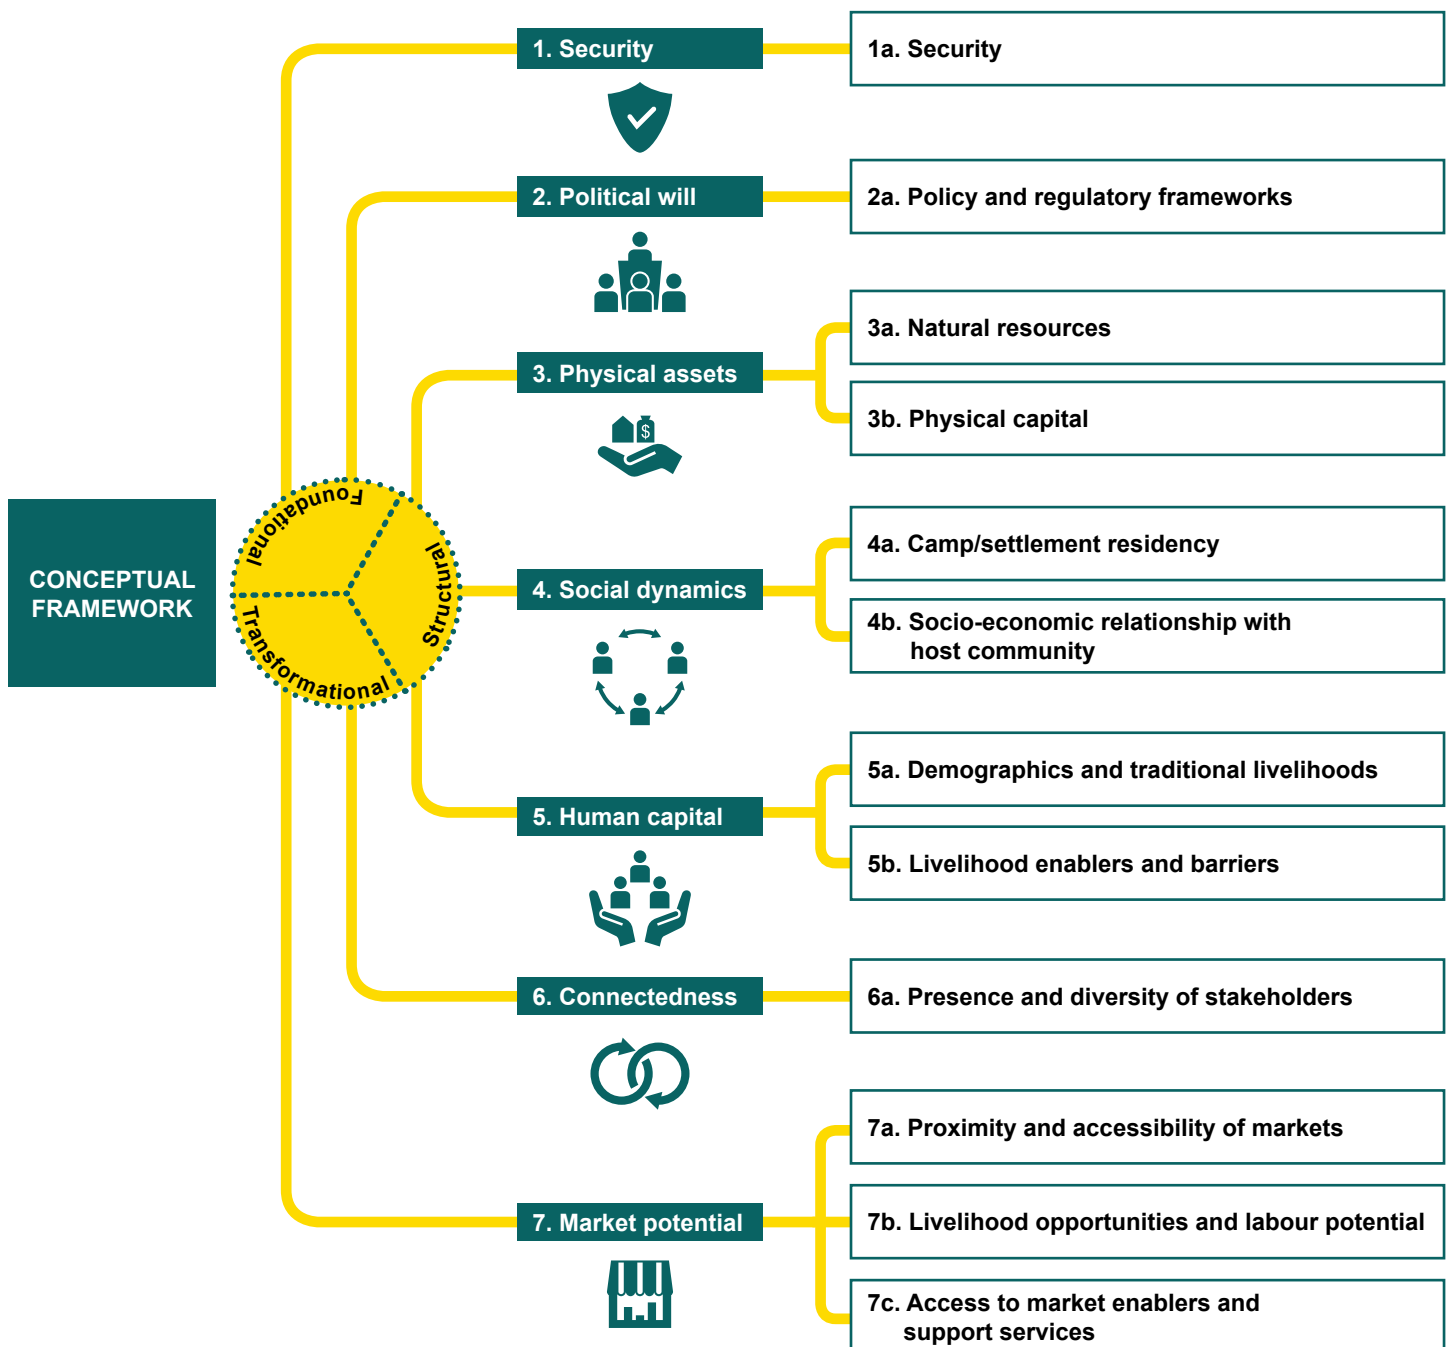 CONCEPTUAL
FRAMEWORK
Foundational
Structural
Transformational
1. Security
1a. Security
2. Political will
2a. Policy and regulatory frameworks
3. Physical assets
$
3a. Natural resources
3b. Physical capital
4. Social dynamics
4a. Camp/settlement residency
4b. Socio-economic relationship with
host community
5. Human capital
5a. Demographics and traditional livelihoods
5b. Livelihood enablers and barriers
6. Connectedness
6a. Presence and diversity of stakeholders
7. Market potential
7a. Proximity and accessibility of markets
7b. Livelihood opportunities and labour potential
7c. Access to market enablers and
support services